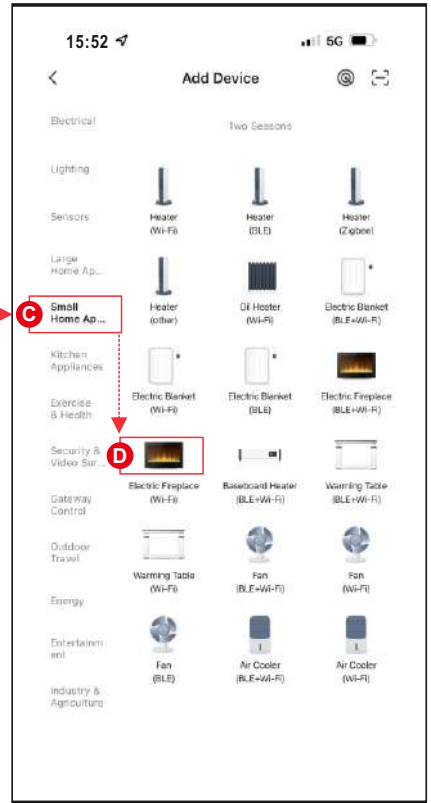 15:52
5G
Add Device
Electrical
Lighting
Sensors
Large
Home Ap...
C
Small
Home Ap...
Kitchen
Appliances
Exercise
& Health
Security &
Video Sur...
Gateway
Control
Outdoor
Travel
Energy
Entertainm
ent
Industry &
Agriculture
Two Seasons
Heater
(Wi-Fi)
Heater
(BLE)
Heater
(Zigbee)
Heater
(other)
Oil Heater
(Wi-Fi)
Electric Blanket
(BLE+Wi-Fi)
Electric Blanket
(Wi-Fi)
Electric Blanket
(BLE)
Electric Fireplace
(BLE+Wi-Fi)
D
Electric Fireplace
(Wi-Fi)
Baseboard Heater
(BLE+Wi-Fi)
Warming Table
(BLE+Wi-Fi)
Warming Table
(Wi-Fi)
Fan
(BLE+Wi-Fi)
Fan
(Wi-Fi)
Fan
(BLE)
Air Cooler
(BLE+Wi-Fi)
Air Cooler
(Wi-Fi)